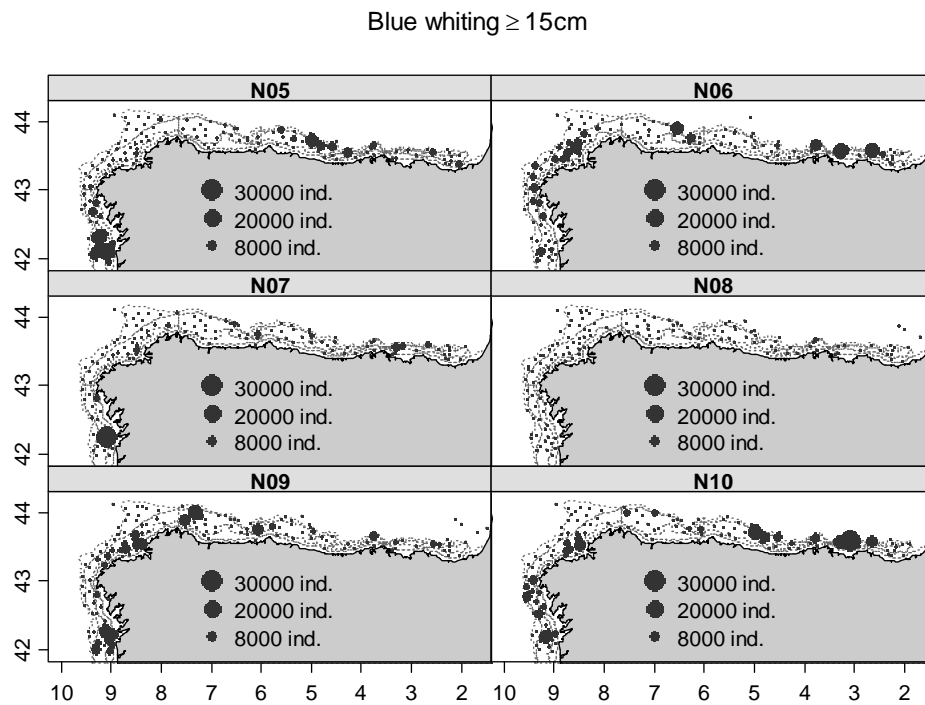 Blue whiting ≥ 15cm
N05 N06
44
43
42
30000 ind. 30000 ind.
20000 ind. 20000 ind.
8000 ind. 8000 ind.
N07 N08
44
43
42
30000 ind. 30000 ind.
20000 ind. 20000 ind.
8000 ind. 8000 ind.
N09 N10
44
43
42
30000 ind. 30000 ind.
20000 ind. 20000 ind.
8000 ind. 8000 ind.
10 9 8 7 6 5 4 3 2 10 9 8 7 6 5 4 3 2